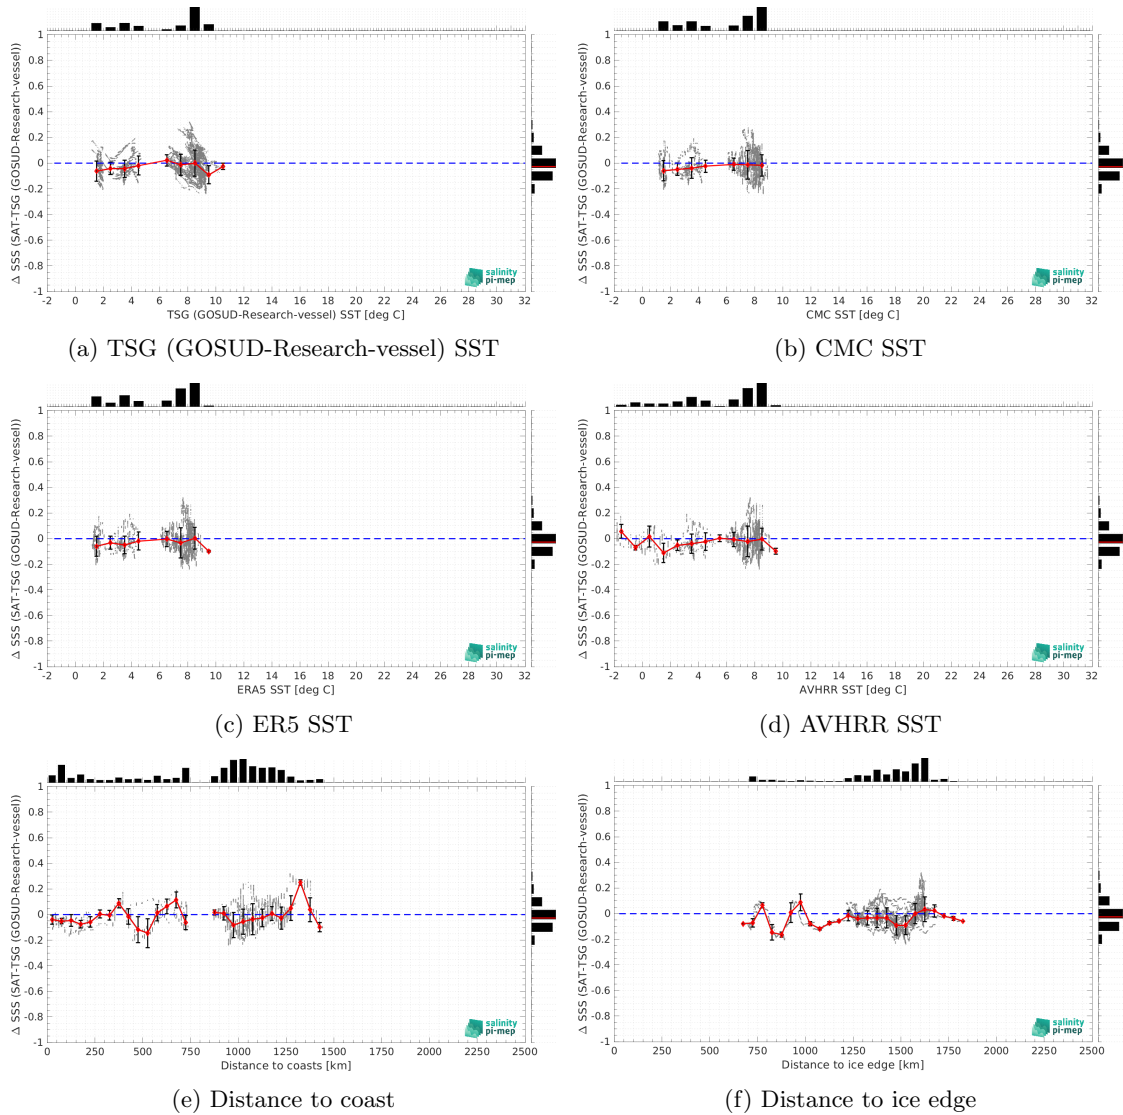 1
0.8
0.6
0.4
0.2
0
-0.2
-0.4
-0.6
-0.8
-1
Δ SSS (SAT-TSG (GOSUD-Research-vessel))
-2 0 2 4 6 8 10 12 14 16 18 20 22 24 26 28 30 32
TSG (GOSUD-Research-vessel) SST [deg C]
salinity
pi-mep
(a) TSG (GOSUD-Research-vessel) SST
1
0.8
0.6
0.4
0.2
0
-0.2
-0.4
-0.6
-0.8
-1
Δ SSS (SAT-TSG (GOSUD-Research-vessel))
-2 0 2 4 6 8 10 12 14 16 18 20 22 24 26 28 30 32
CMC SST [deg C]
salinity
pi-mep
(b) CMC SST
1
0.8
0.6
0.4
0.2
0
-0.2
-0.4
-0.6
-0.8
-1
Δ SSS (SAT-TSG (GOSUD-Research-vessel))
-2 0 2 4 6 8 10 12 14 16 18 20 22 24 26 28 30 32
ERA5 SST [deg C]
salinity
pi-mep
(c) ER5 SST
1
0.8
0.6
0.4
0.2
0
-0.2
-0.4
-0.6
-0.8
-1
Δ SSS (SAT-TSG (GOSUD-Research-vessel))
-2 0 2 4 6 8 10 12 14 16 18 20 22 24 26 28 30 32
AVHRR SST [deg C]
salinity
pi-mep
(d) AVHRR SST
1
0.8
0.6
0.4
0.2
0
-0.2
-0.4
-0.6
-0.8
-1
Δ SSS (SAT-TSG (GOSUD-Research-vessel))
0 250 500 750 1000 1250 1500 1750 2000 2250 2500
Distance to coasts [km]
salinity
pi-mep
(e) Distance to coast
1
0.8
0.6
0.4
0.2
0
-0.2
-0.4
-0.6
-0.8
-1
Δ SSS (SAT-TSG (GOSUD-Research-vessel))
0 250 500 750 1000 1250 1500 1750 2000 2250 2500
Distance to ice edge [km]
salinity
pi-mep
(f) Distance to ice edge